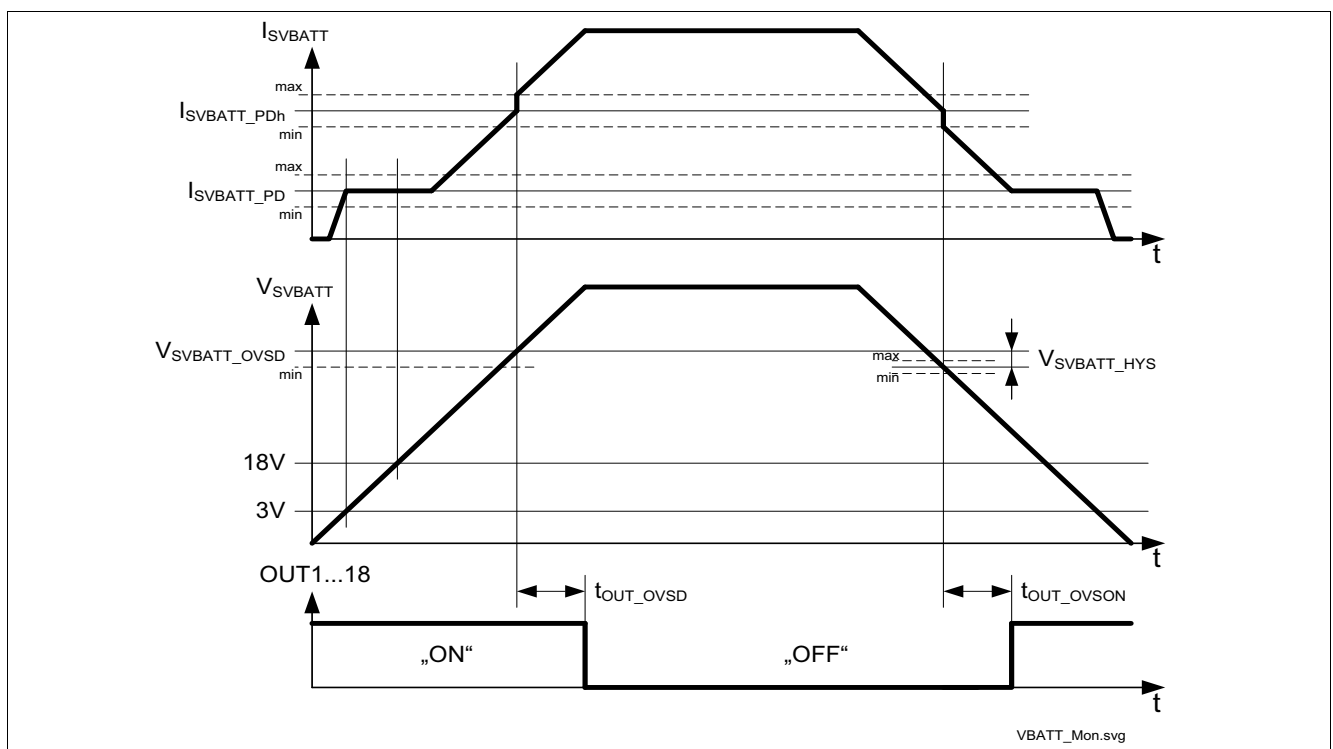 I_SVBATT
max
I_SVBATT_PDh
min
max
I_SVBATT_PD
min
t
V_SVBATT
V_SVBATT_OVSD
min
max
min
V_SVBATT_HYS
18V
3V
t
OUT1...18
t_OUT_OVSD
t_OUT_OVSON
„ON“
„OFF“
t
VBATT_Mon.svg